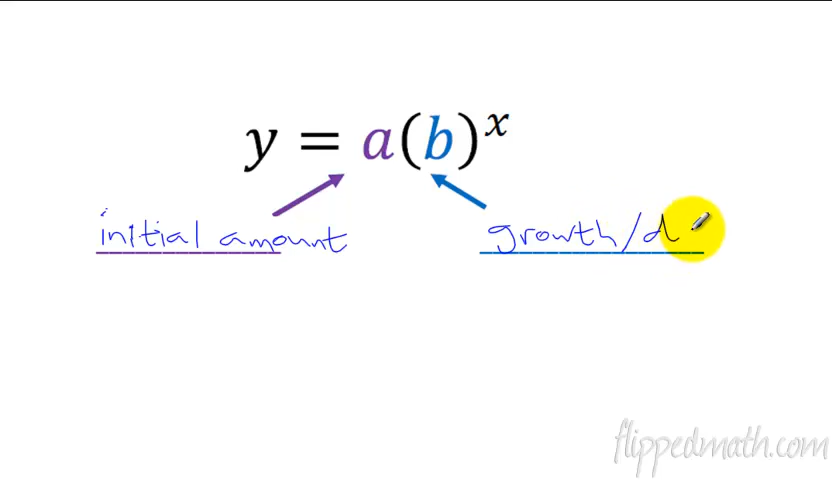 y = a(b)ˣ
initial amount
growth/d
flippedmath.com